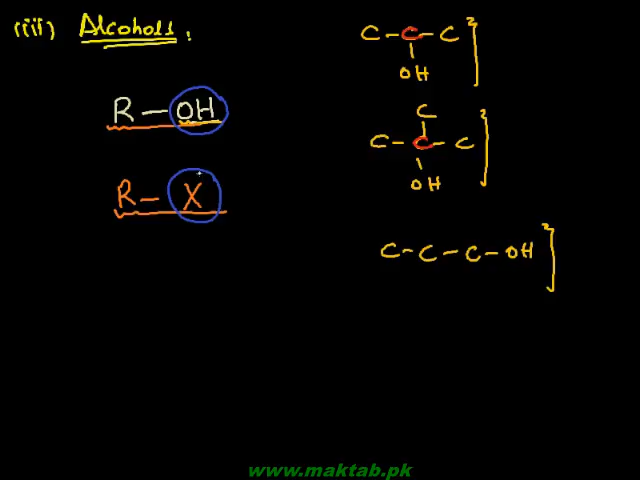 (iii) Alcohols :
R - OH
R - X
C - C - C
OH
C
C - C - C
OH
C - C - C - OH
www.maktab.pk